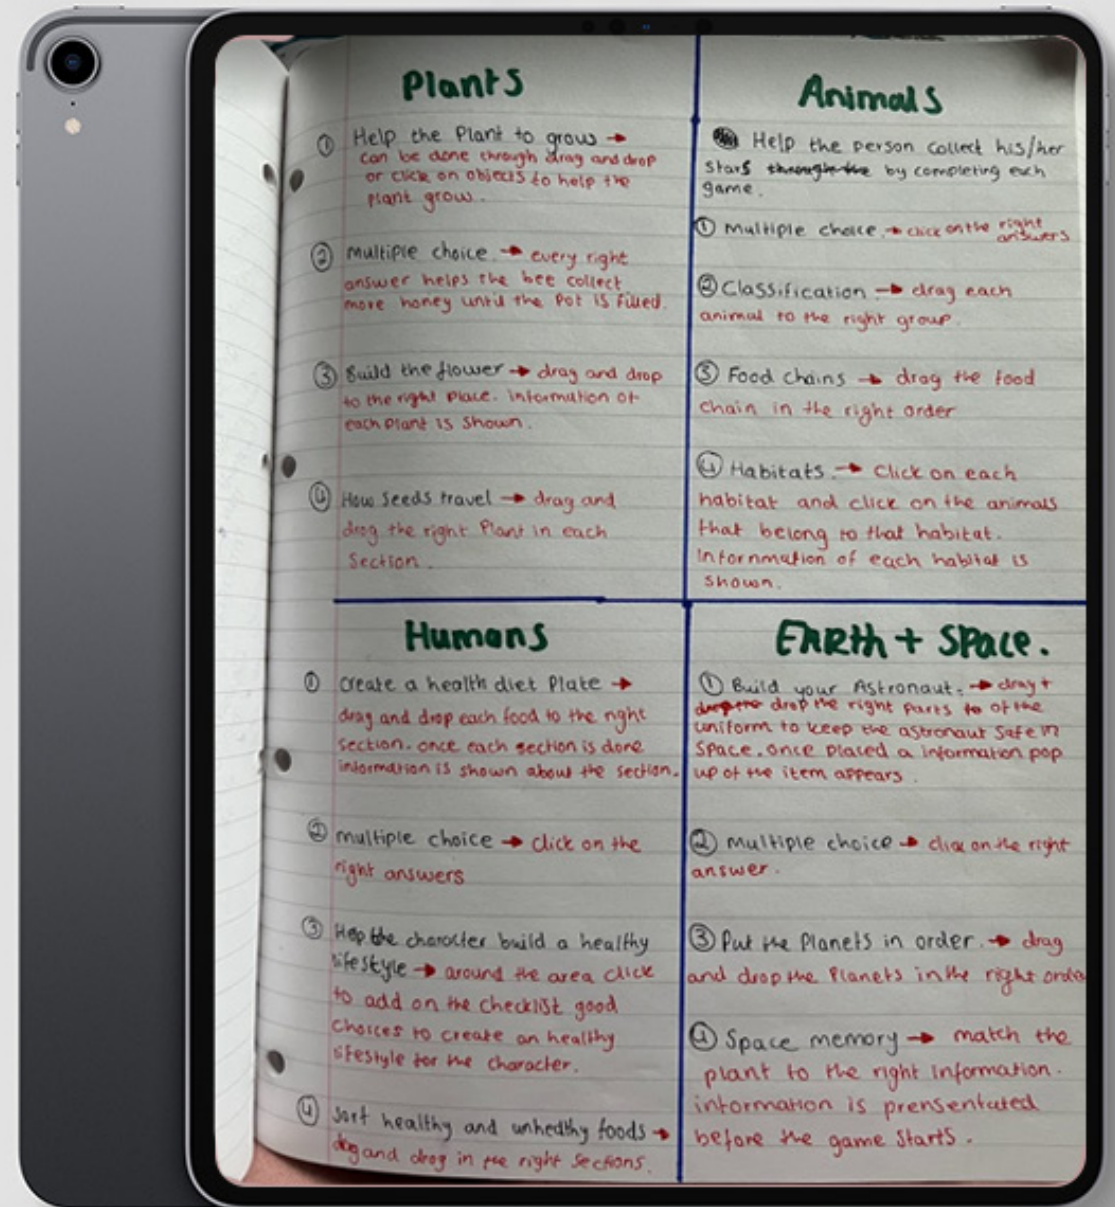 Plants
① Help the Plant to grow →
can be done through drag and drop
or click on objects to help the
plant grow.
② multiple choice. → every right
answer helps the bee collect
more honey until the Pot is filled.
③ Build the flower → drag and drop
to the right place. information of
each plant is shown.
④ How seeds travel → drag and
drog the right Plant in each
Section.
Animals
Help the person collect his/her
stars through the by completing each
game.
① multiple choice. → click on the right
answers
② Classification → drag each
animal to the right group.
③ Food chains → drag the food
chain in the right order
④ Habitats. → Click on each
habitat and click on the animals
that belong to that habitat.
Infornmation of each habitat is
shown.
Humans
① Create a health diet Plate →
drag and drop each food to the right
section. once each section is done
information is shown about the section.
② multiple choice → click on the
right answers
③ Help the character build a healthy
lifestyle → around the area click
to add on the checklist good
choices to create an healthy
lifestyle for the character.
④ Sort healthy and unhealthy foods →
drag and drog in the right sections.
EARth + SPace.
① Build your Astronaut. → drag +
drop the right parts to of the
uniform to keep the astronaut safe in
space. once placed a information pop
up of the item appears.
② multiple choice → click on the right
answer.
③ Put the Planets in order. → drag
and drop the Planets in the right order
④ Space memory → match the
plant to the right information.
information is prensentated
before the game starts.